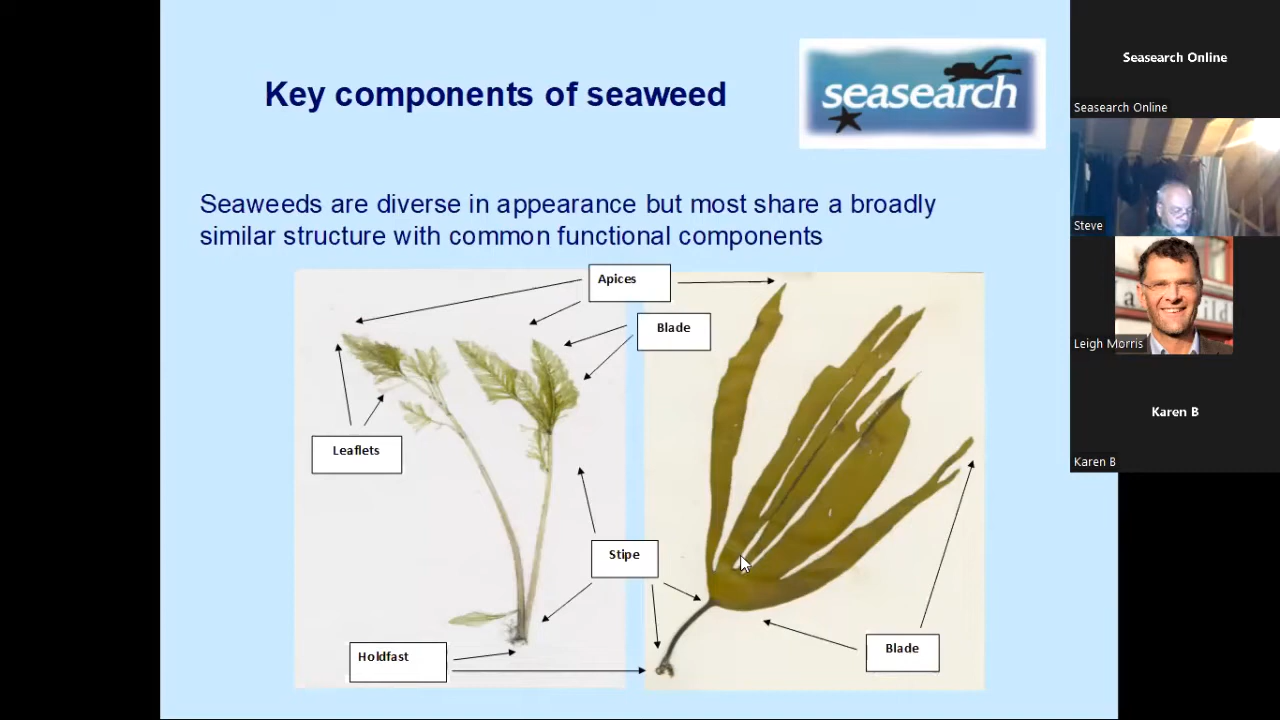 Key components of seaweed
seasearch
Seaweeds are diverse in appearance but most share a broadly
similar structure with common functional components
Apices
Blade
Leaflets
Stipe
Holdfast
Blade
Seasearch Online
Seasearch Online
Steve
Leigh Morris
Karen B
Karen B